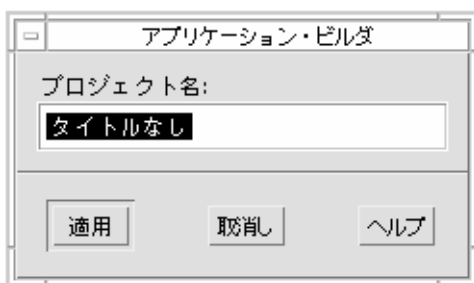 アプリケーション・ビルダ
プロジェクト名:
タイトルなし
適用 取消し ヘルプ